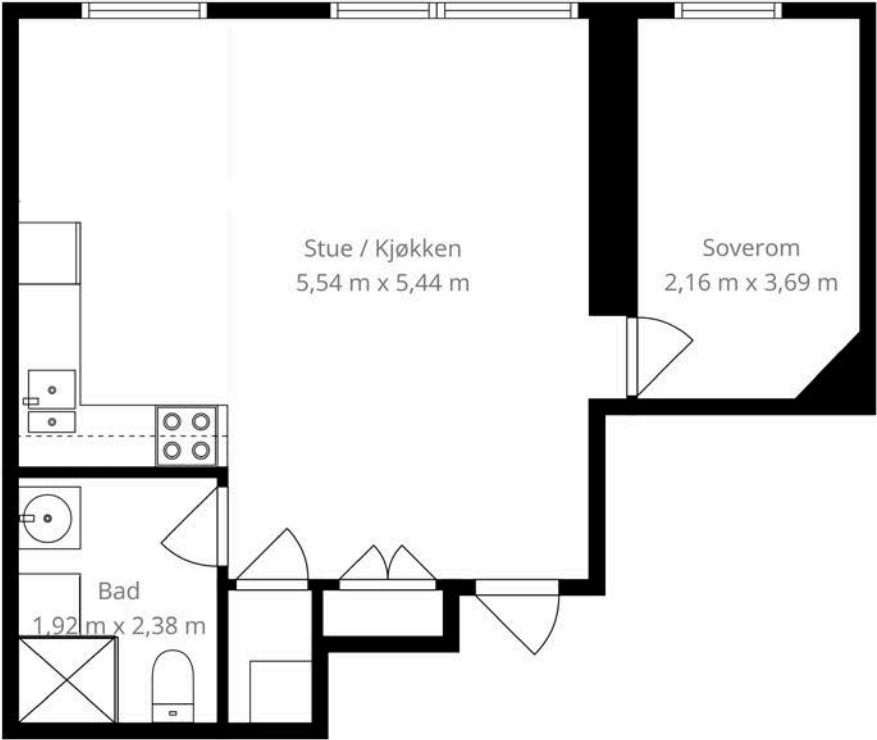 Stue / Kjøkken
5,54 m x 5,44 m
Soverom
2,16 m x 3,69 m
Bad
1,92 m x 2,38 m